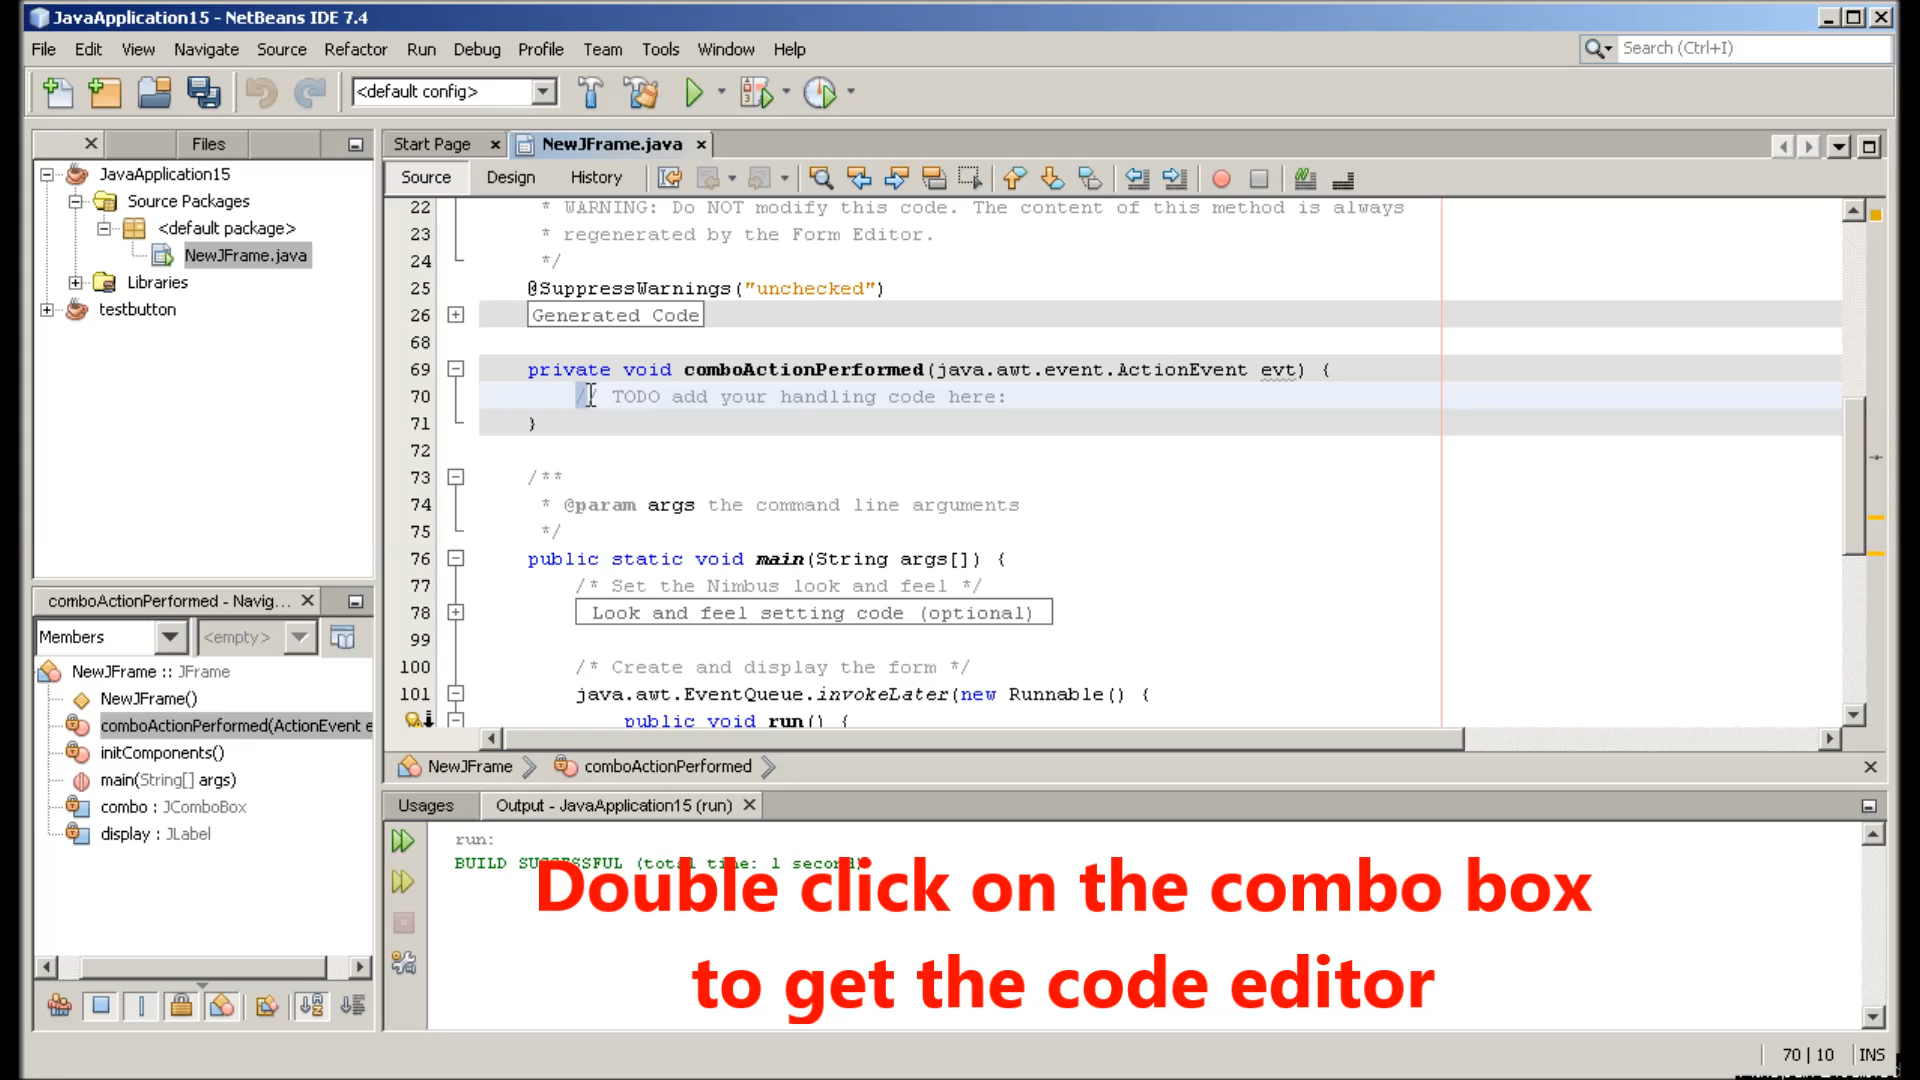 JavaApplication15 - NetBeans IDE 7.4
File Edit View Navigate Source Refactor Run Debug Profile Team Tools Window Help
Search (Ctrl+I)
<default config>
Files
JavaApplication15
Source Packages
<default package>
NewJFrame.java
Libraries
testbutton
Start Page
NewJFrame.java
Source Design History
22 * WARNING: Do NOT modify this code. The content of this method is always
23 * regenerated by the Form Editor.
24 */
25 @SuppressWarnings("unchecked")
26 Generated Code
68
69 private void comboActionPerformed(java.awt.event.ActionEvent evt) {
70 // TODO add your handling code here:
71 }
72
73 /**
74 * @param args the command line arguments
75 */
76 public static void main(String args[]) {
77 /* Set the Nimbus look and feel */
78 Look and feel setting code (optional)
99
100 /* Create and display the form */
101 java.awt.EventQueue.invokeLater(new Runnable() {
public void run() {
NewJFrame comboActionPerformed
comboActionPerformed - Navig...
Members
<empty>
NewJFrame :: JFrame
NewJFrame()
comboActionPerformed(ActionEvent e
initComponents()
main(String[] args)
combo : JComboBox
display : JLabel
Usages
Output - JavaApplication15 (run)
run:
BUILD SUCCESSFUL (total time: 1 second)
Double click on the combo box
to get the code editor
70 | 10 INS